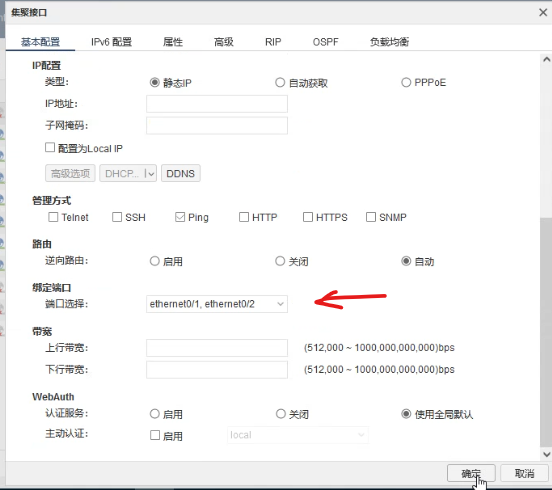 集聚接口
基本配置 IPv6 配置 属性 高级 RIP OSPF 负载均衡
IP配置
类型： 静态IP 自动获取 PPPoE
IP地址：
子网掩码：
配置为Local IP
高级选项 DHCP... DDNS
管理方式
Telnet SSH Ping HTTP HTTPS SNMP
路由
逆向路由： 启用 关闭 自动
绑定端口
端口选择： ethernet0/1, ethernet0/2
带宽
上行带宽： (512,000 ~ 1000,000,000,000)bps
下行带宽： (512,000 ~ 1000,000,000,000)bps
WebAuth
认证服务： 启用 关闭 使用全局默认
主动认证： 启用 local
确定 取消